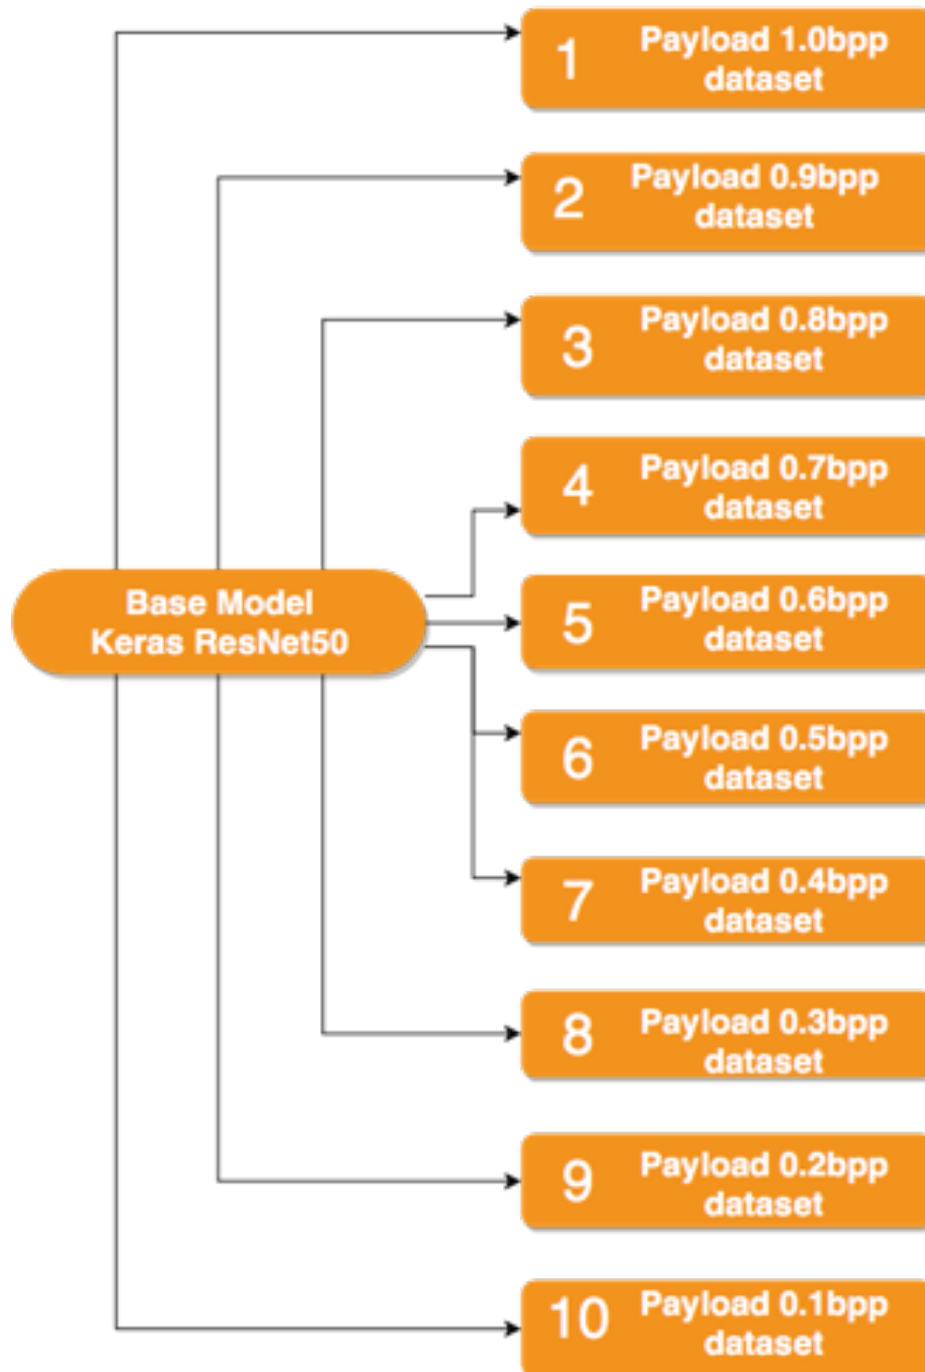 1
Payload 1.0bpp
dataset
2
Payload 0.9bpp
dataset
3
Payload 0.8bpp
dataset
4
Payload 0.7bpp
dataset
Base Model
Keras ResNet50
5
Payload 0.6bpp
dataset
6
Payload 0.5bpp
dataset
7
Payload 0.4bpp
dataset
8
Payload 0.3bpp
dataset
9
Payload 0.2bpp
dataset
10
Payload 0.1bpp
dataset